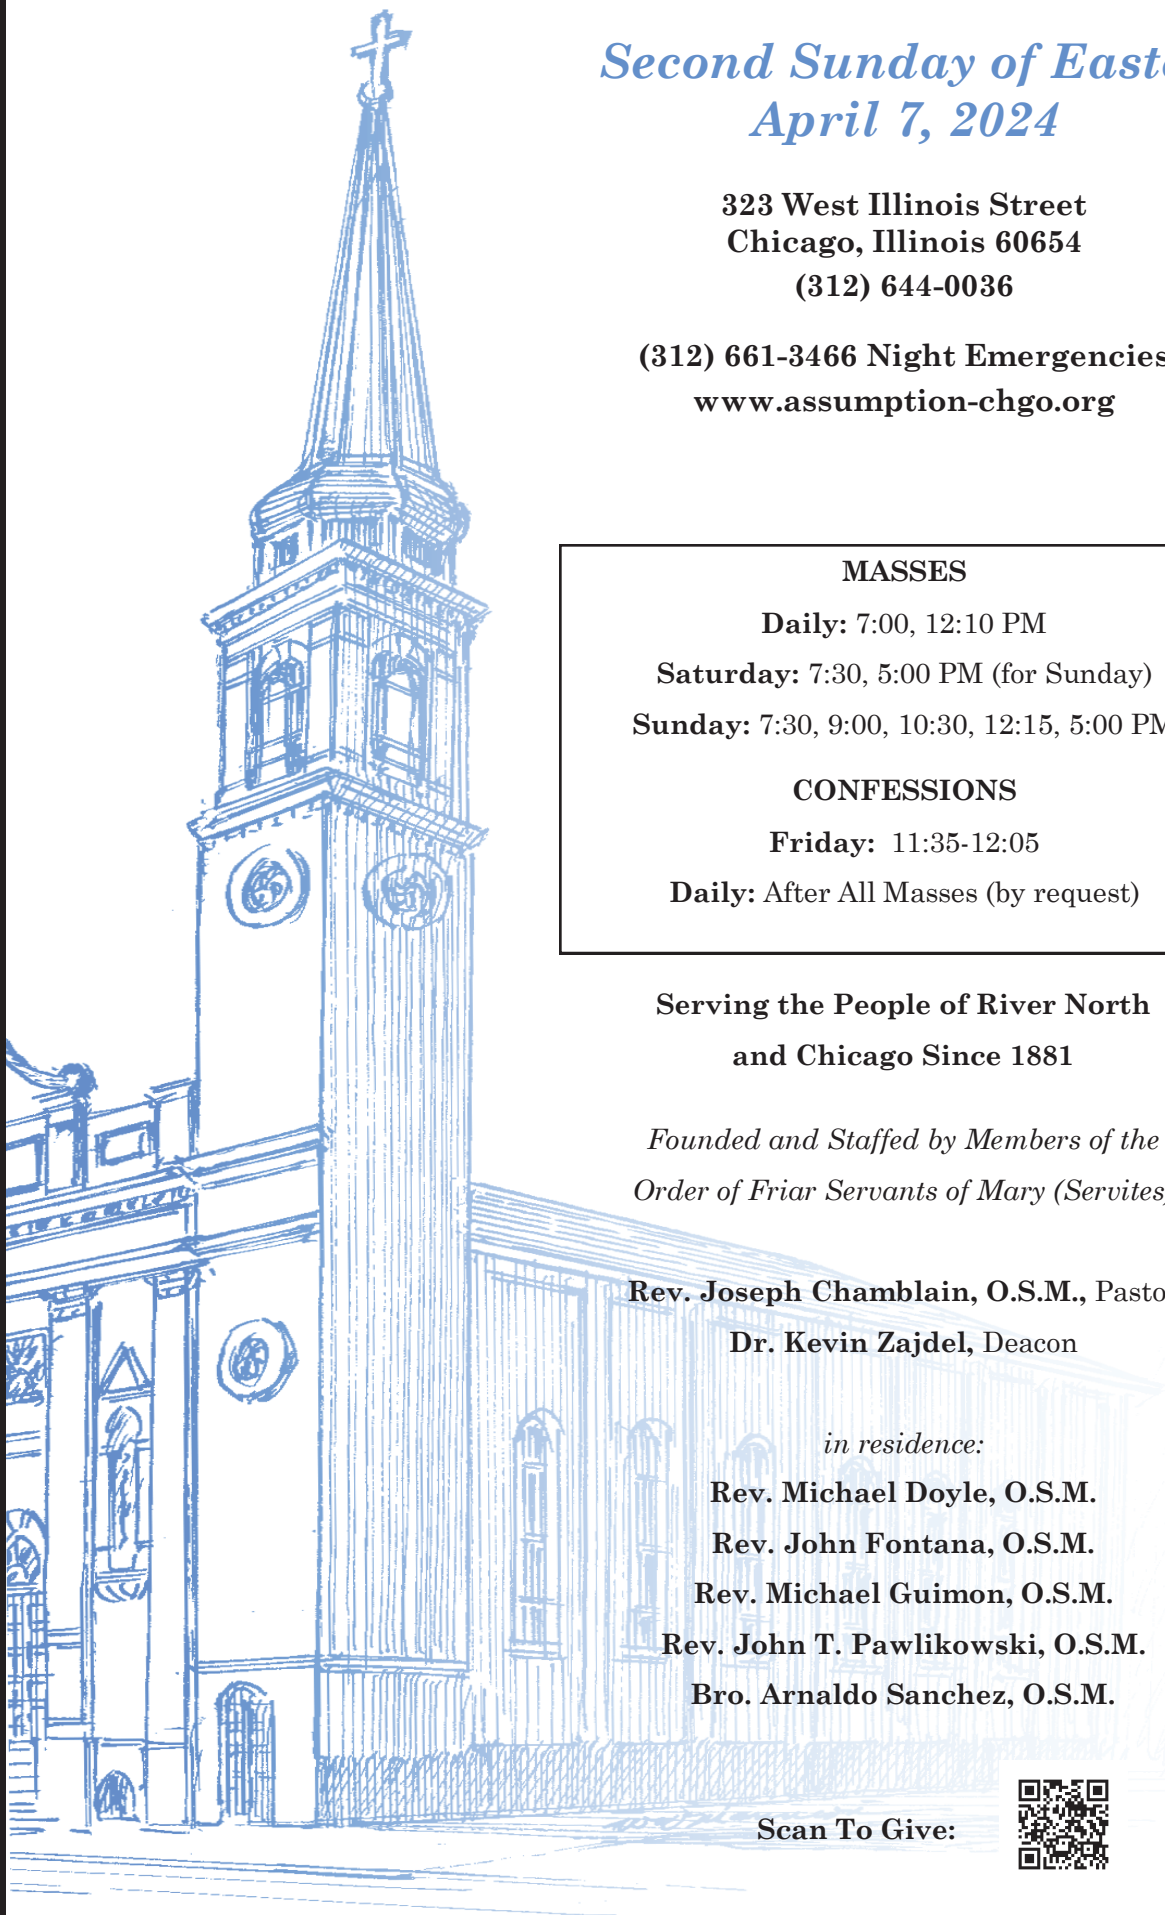 Second Sunday of Easte
April 7, 2024
323 West Illinois Street
Chicago, Illinois 60654
(312) 644-0036
(312) 661-3466 Night Emergencies
www.assumption-chgo.org
MASSES
Daily: 7:00, 12:10 PM
Saturday: 7:30, 5:00 PM (for Sunday)
Sunday: 7:30, 9:00, 10:30, 12:15, 5:00 PM
CONFESSIONS
Friday: 11:35-12:05
Daily: After All Masses (by request)
Serving the People of River North
and Chicago Since 1881
Founded and Staffed by Members of the
Order of Friar Servants of Mary (Servites)
Rev. Joseph Chamblain, O.S.M., Pasto
Dr. Kevin Zajdel, Deacon
in residence:
Rev. Michael Doyle, O.S.M.
Rev. John Fontana, O.S.M.
Rev. Michael Guimon, O.S.M.
Rev. John T. Pawlikowski, O.S.M.
Bro. Arnaldo Sanchez, O.S.M.
Scan To Give: